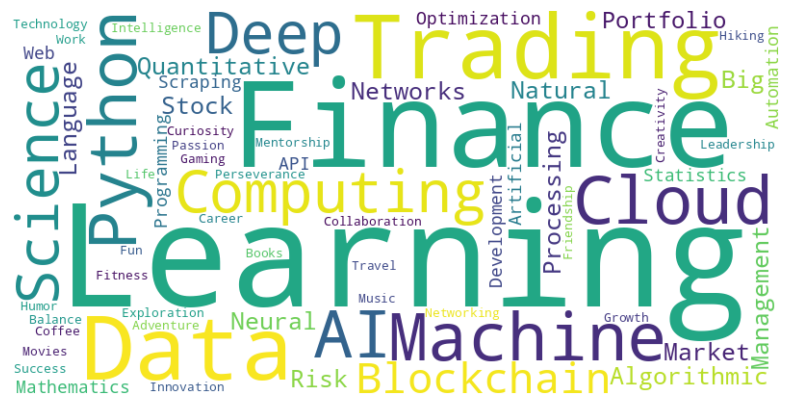 Technology
Intelligence
Work
Web
Science
Language
Python
Deep
Trading
Optimization
Portfolio
Hiking
Quantitative
Scraping
Stock
Networks
Natural
Big
Automation
Finance
Curiosity
Passion
Gaming
Mentorship
API
Programming
Life
Perseverance
Creativity
Leadership
Statistics
Computing
Artificial
Processing
Development
Friendship
Cloud
Career
Collaboration
Learning
Fun
Fitness
Books
Travel
Music
Management
Humor
Balance
Coffee
Movies
Success
Mathematics
Exploration
Adventure
Innovation
Data
Neural
Risk
AI
Machine
Networking
Growth
Market
Blockchain
Algorithmic